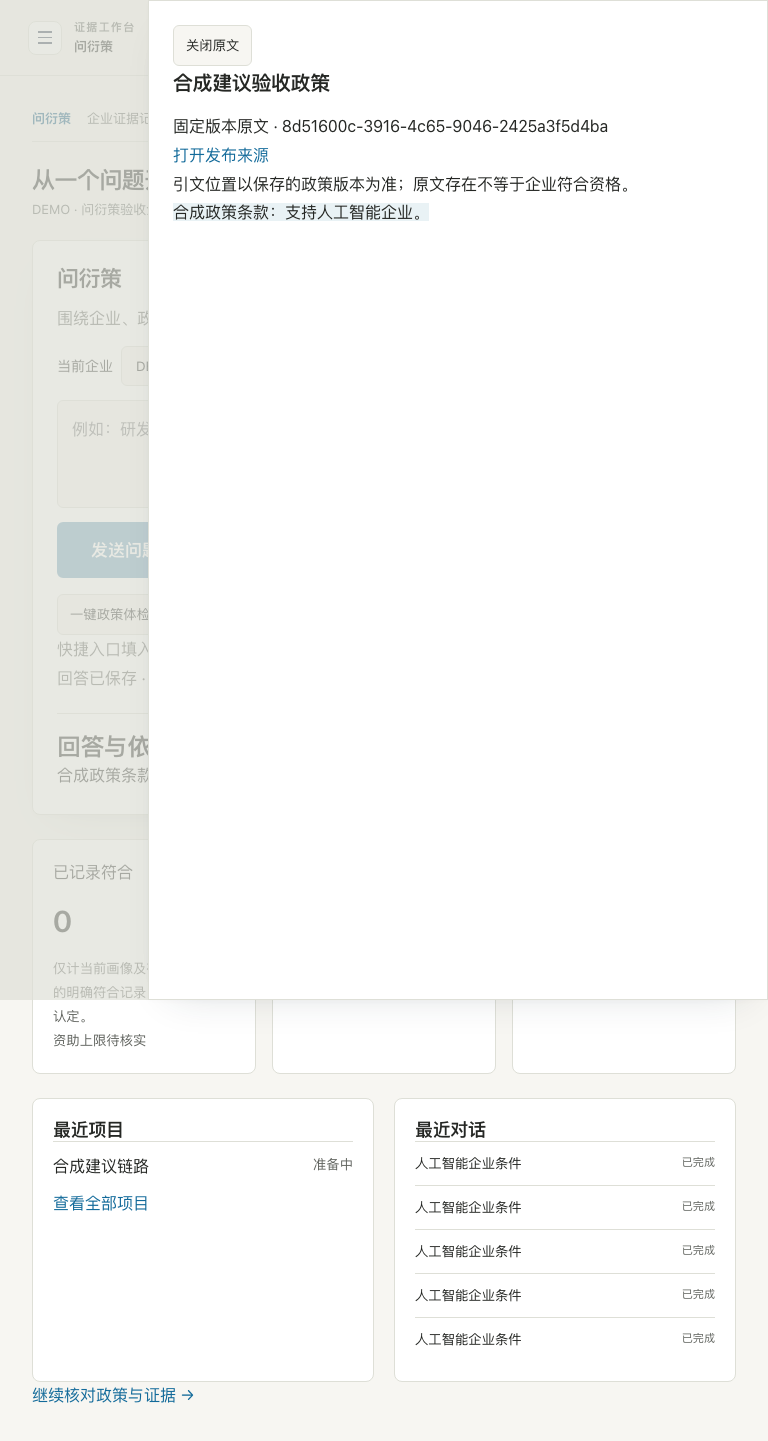 证据工作台
问衍策
问衍策 企业证据记
从一个问题
DEMO · 问衍策验收
问衍策
围绕企业、政
当前企业 DE
例如：研发
发送问题
一键政策体检
快捷入口填入
回答已保存 ·
回答与依
合成政策条款
关闭原文
合成建议验收政策
固定版本原文 · 8d51600c-3916-4c65-9046-2425a3f5d4ba
打开发布来源
引文位置以保存的政策版本为准；原文存在不等于企业符合资格。
合成政策条款：支持人工智能企业。
已记录符合
0
仅计当前画像及
的明确符合记录
认定。
资助上限待核实
最近项目
合成建议链路 准备中
查看全部项目
最近对话
人工智能企业条件 已完成
人工智能企业条件 已完成
人工智能企业条件 已完成
人工智能企业条件 已完成
人工智能企业条件 已完成
继续核对政策与证据 →